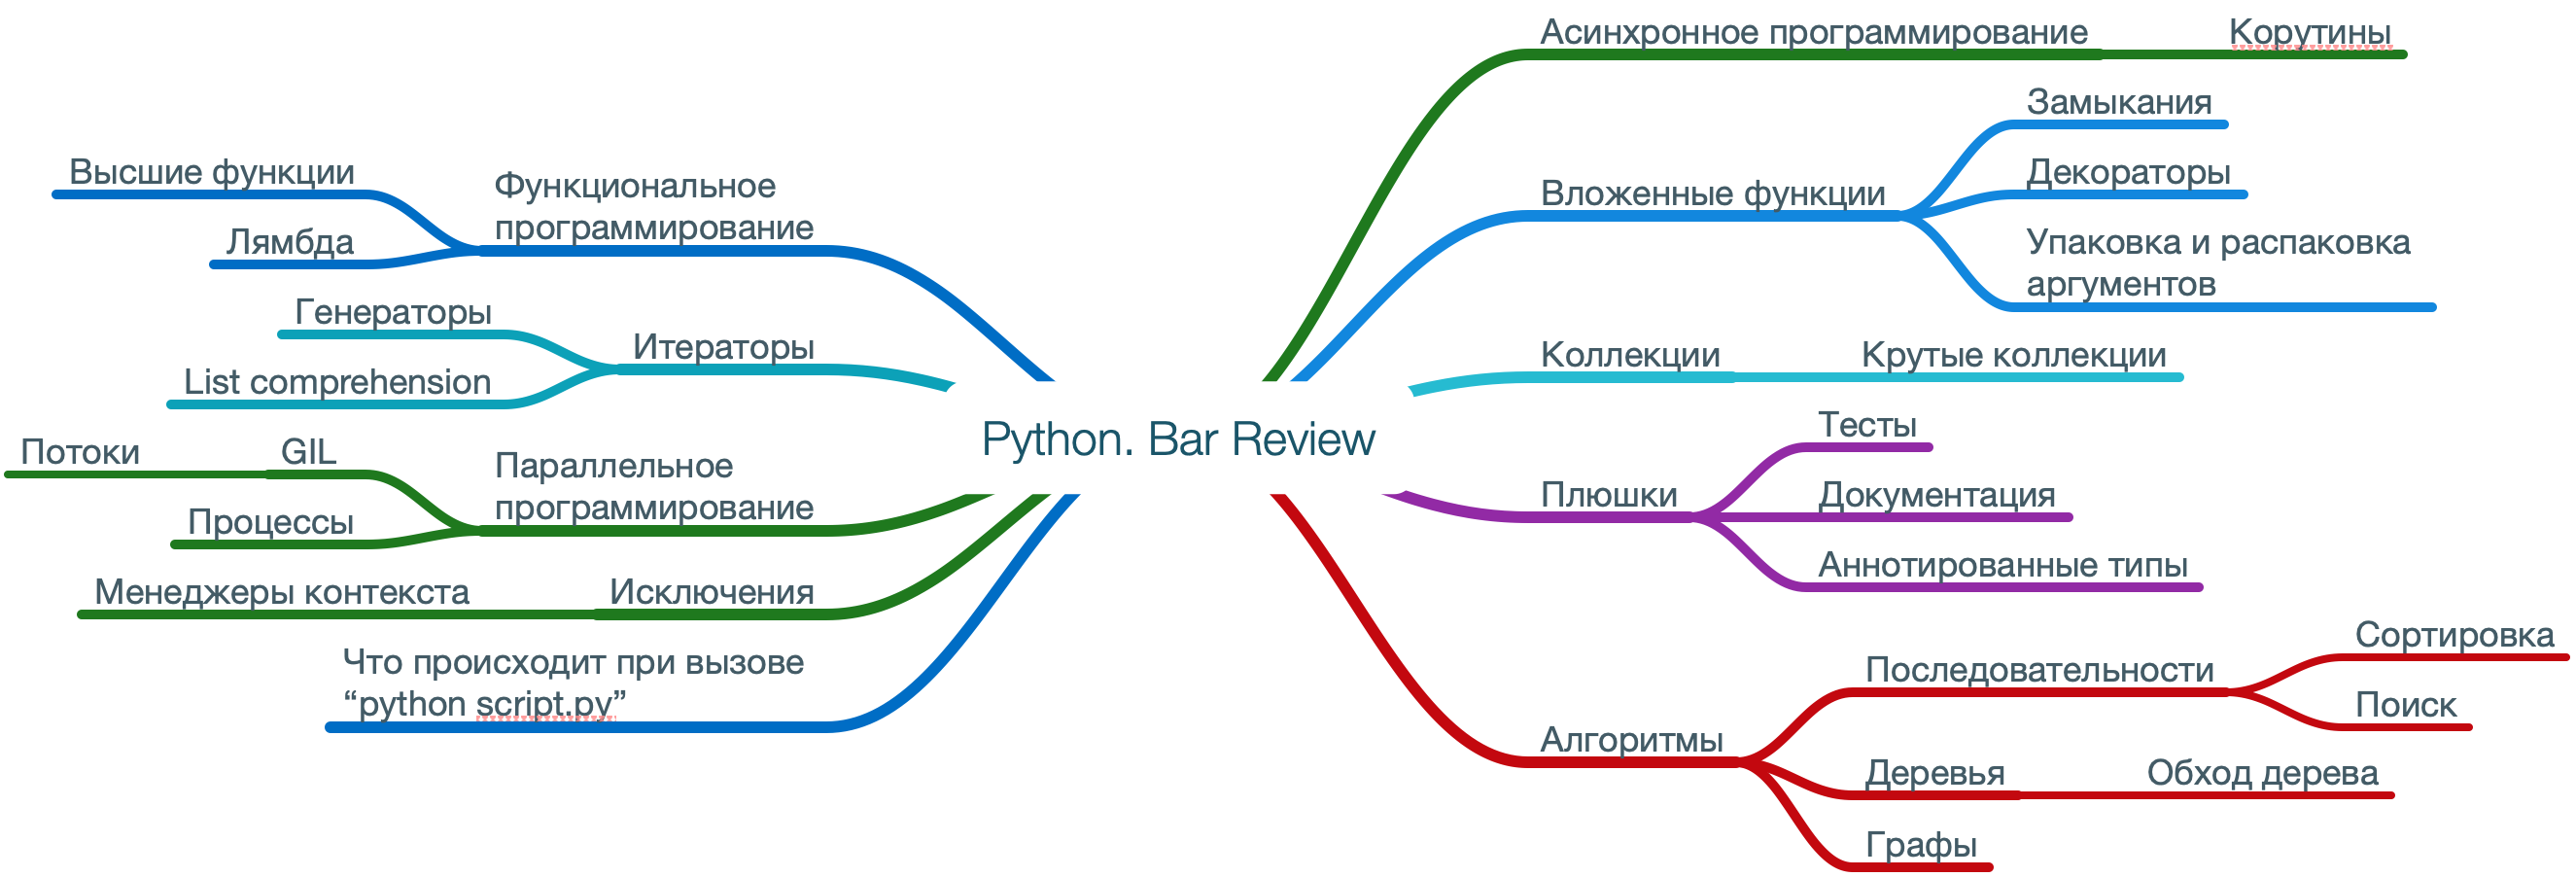 Python. Bar Review
Асинхронное программирование
Корутины
Вложенные функции
Замыкания
Декораторы
Упаковка и распаковка
аргументов
Коллекции
Крутые коллекции
Плюшки
Тесты
Документация
Аннотированные типы
Алгоритмы
Последовательности
Сортировка
Поиск
Деревья
Обход дерева
Графы
Функциональное
программирование
Высшие функции
Лямбда
Итераторы
Генераторы
List comprehension
Параллельное
программирование
GIL
Потоки
Процессы
Исключения
Менеджеры контекста
Что происходит при вызове
“python script.py”